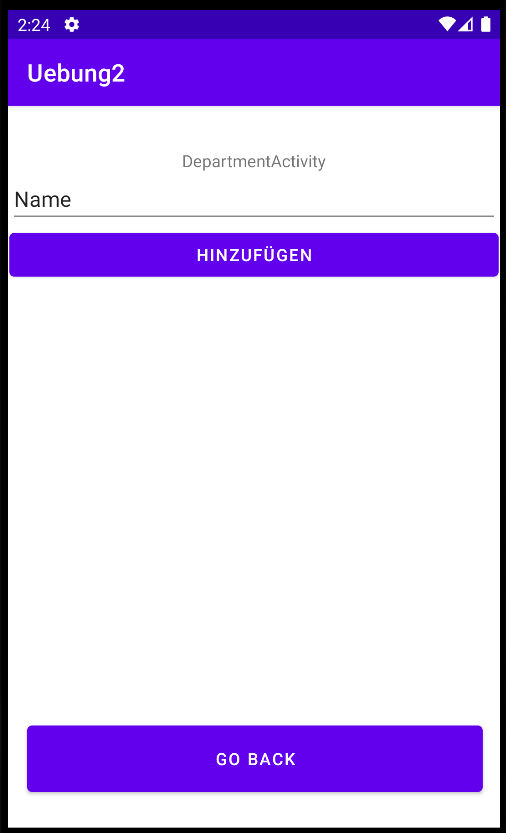 2:24
Uebung2
DepartmentActivity
Name
HINZUFÜGEN
GO BACK